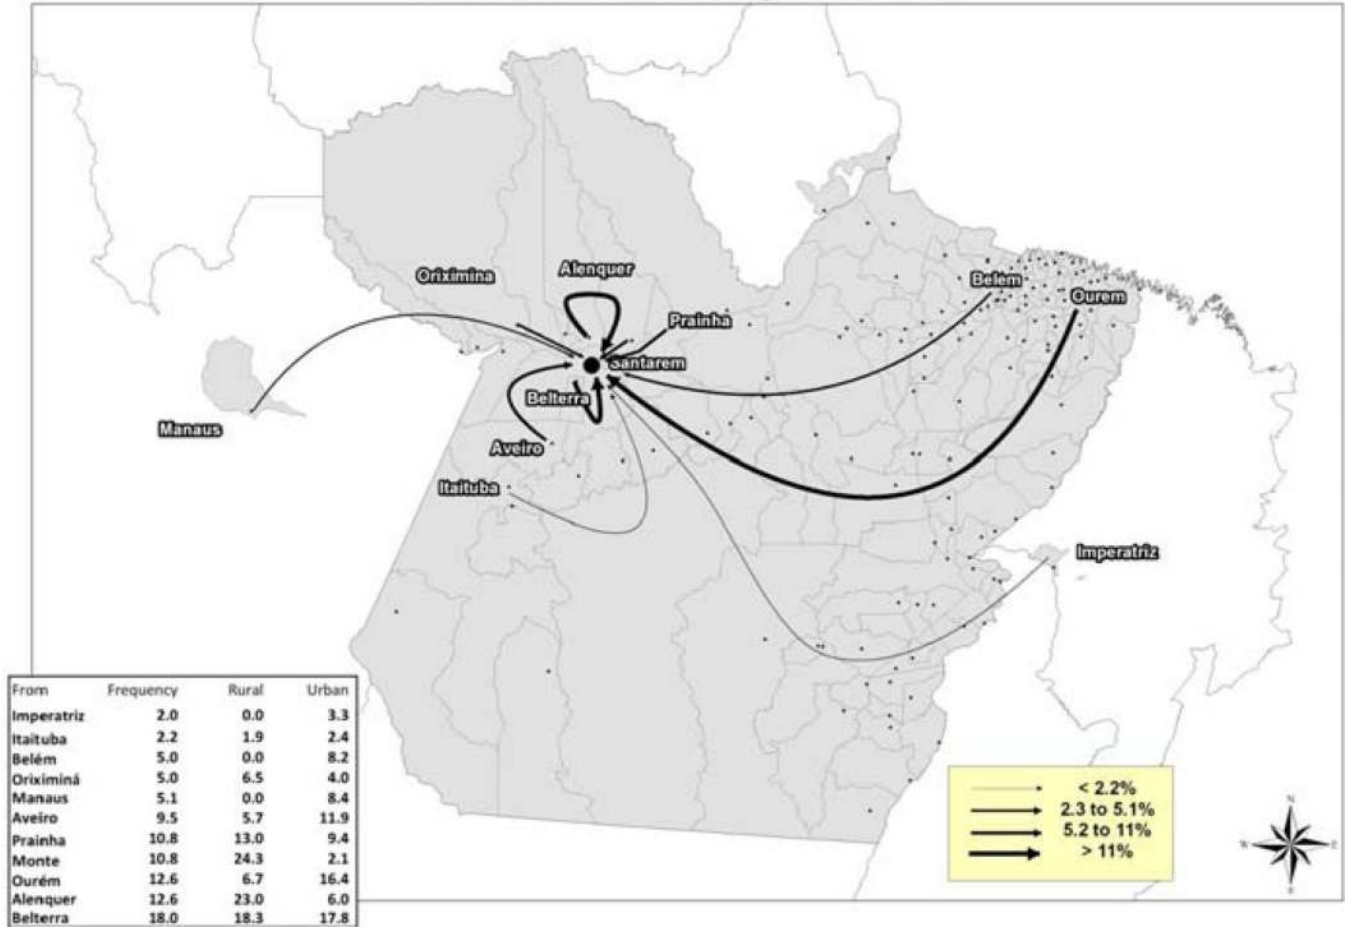 Oriximina
Alenquer
Prainha
Santarem
Belém
Ourem
Belterra
Manaus
Aveiro
Itaituba
Imperatriz
From Frequency Rural Urban
Imperatriz 2.0 0.0 3.3
Itaituba 2.2 1.9 2.4
Belém 5.0 0.0 8.2
Oriximiná 5.0 6.5 4.0
Manaus 5.1 0.0 8.4
Aveiro 9.5 5.7 11.9
Prainha 10.8 13.0 9.4
Monte 10.8 24.3 2.1
Ourém 12.6 6.7 16.4
Alenquer 12.6 23.0 6.0
Belterra 18.0 18.3 17.8
< 2.2%
2.3 to 5.1%
5.2 to 11%
> 11%
N
W E
S